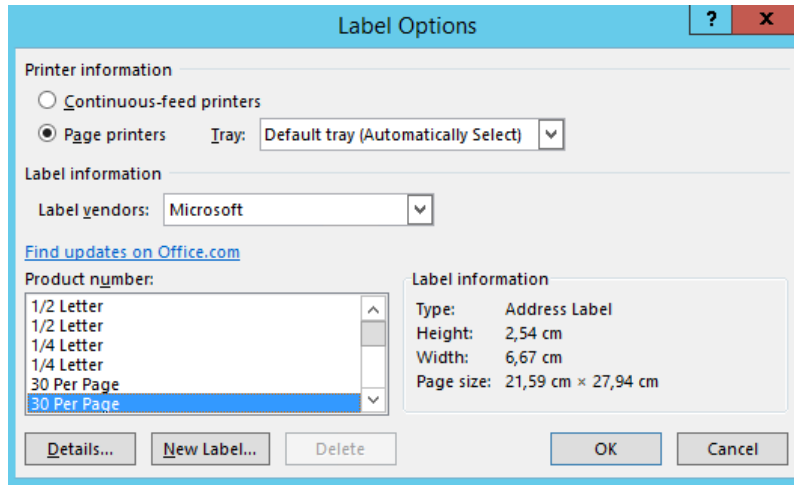 Label Options
? x
Printer information
Continuous-feed printers
Page printers Tray: Default tray (Automatically Select)
Label information
Label vendors: Microsoft
Find updates on Office.com
Product number:
1/2 Letter
1/2 Letter
1/4 Letter
1/4 Letter
30 Per Page
30 Per Page
Label information
Type: Address Label
Height: 2,54 cm
Width: 6,67 cm
Page size: 21,59 cm × 27,94 cm
Details... New Label... Delete OK Cancel